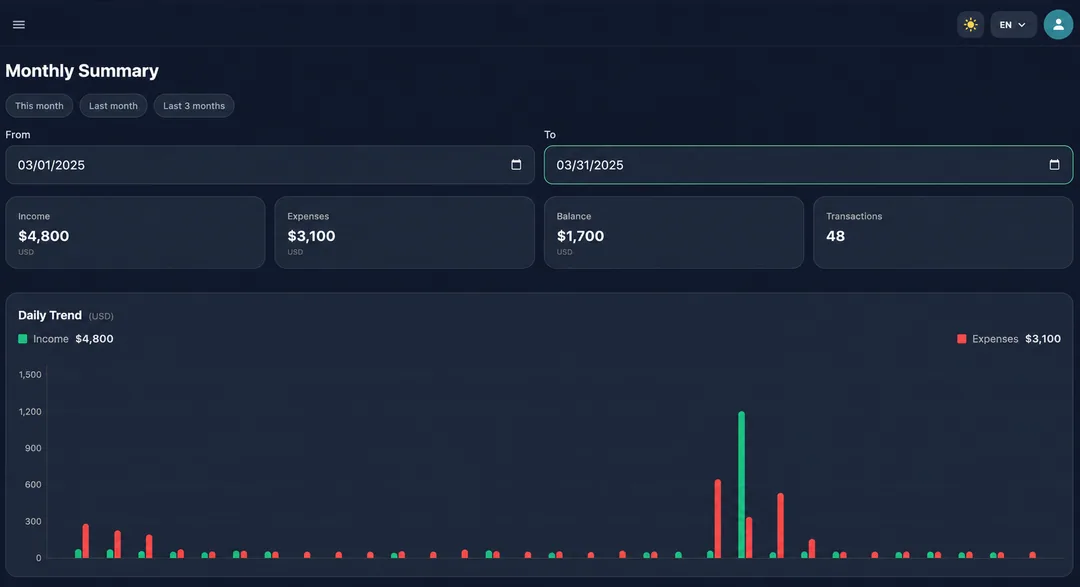 EN
Monthly Summary
This month Last month Last 3 months
From To
03/01/2025 03/31/2025
Income Expenses Balance Transactions
$4,800 $3,100 $1,700 48
USD USD USD
Daily Trend (USD)
Income $4,800 Expenses $3,100
1,500
1,200
900
600
300
0